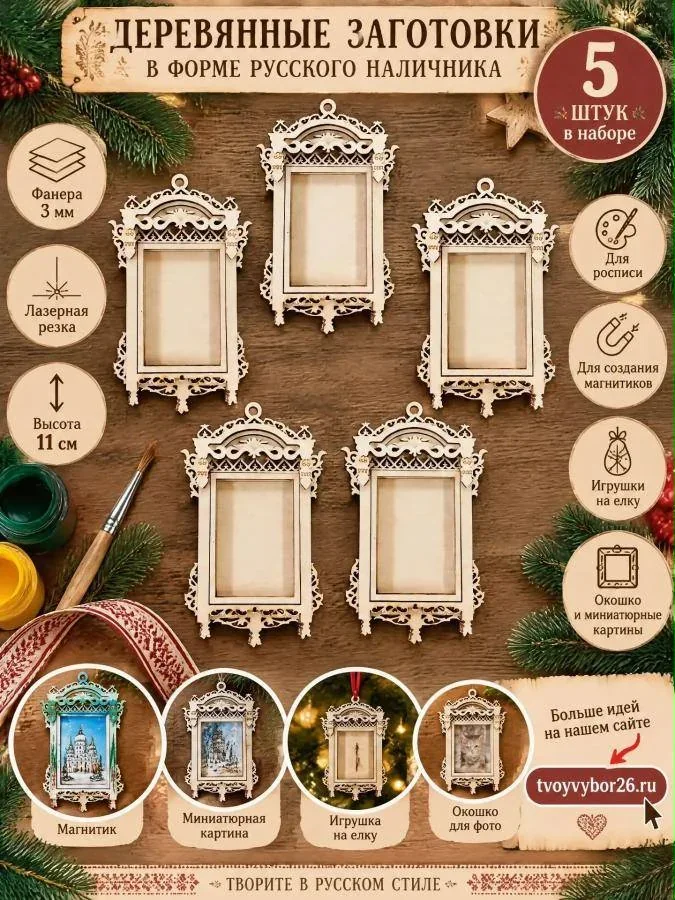 ДЕРЕВЯННЫЕ ЗАГОТОВКИ
В ФОРМЕ РУССКОГО НАЛИЧНИКА
5
ШТУК
в наборе
Фанера
3 мм
Лазерная
резка
Высота
11 см
Для
росписи
Для создания
магнитиков
Игрушки
на елку
Окошко
и миниатюрные
картины
Магнитик
Миниатюрная
картина
Игрушка
на елку
Окошко
для фото
Больше идей
на нашем сайте
tvoyvybor26.ru
ТВОРИТЕ В РУССКОМ СТИЛЕ